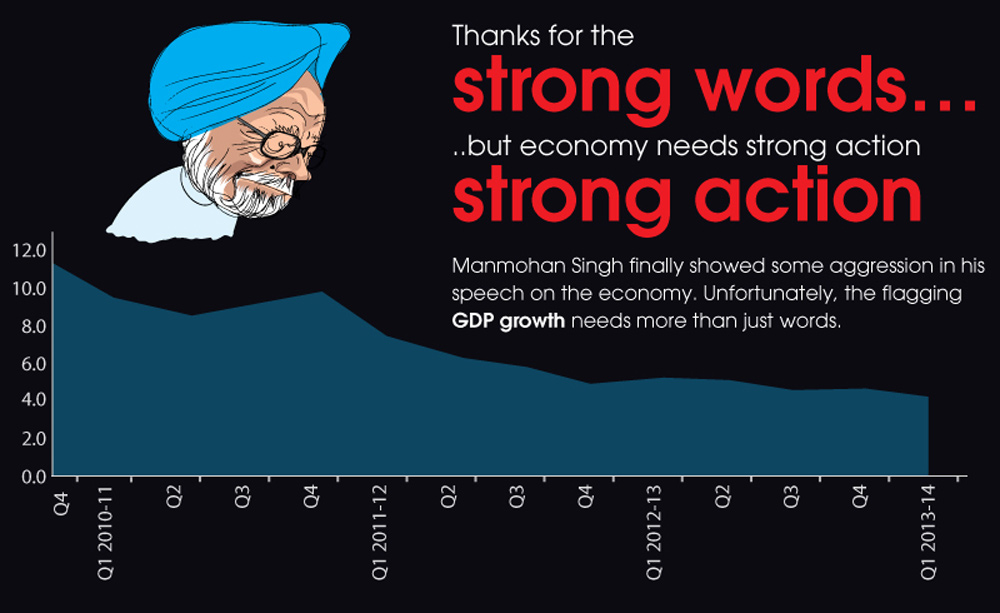 Thanks for the
strong words...
..but economy needs strong action
strong action
Manmohan Singh finally showed some aggression in his
speech on the economy. Unfortunately, the flagging
GDP growth needs more than just words.
12.0
10.0
8.0
6.0
4.0
2.0
0.0
Q4
Q1 2010-11
Q2
Q3
Q4
Q1 2011-12
Q2
Q3
Q4
Q1 2012-13
Q2
Q3
Q4
Q1 2013-14